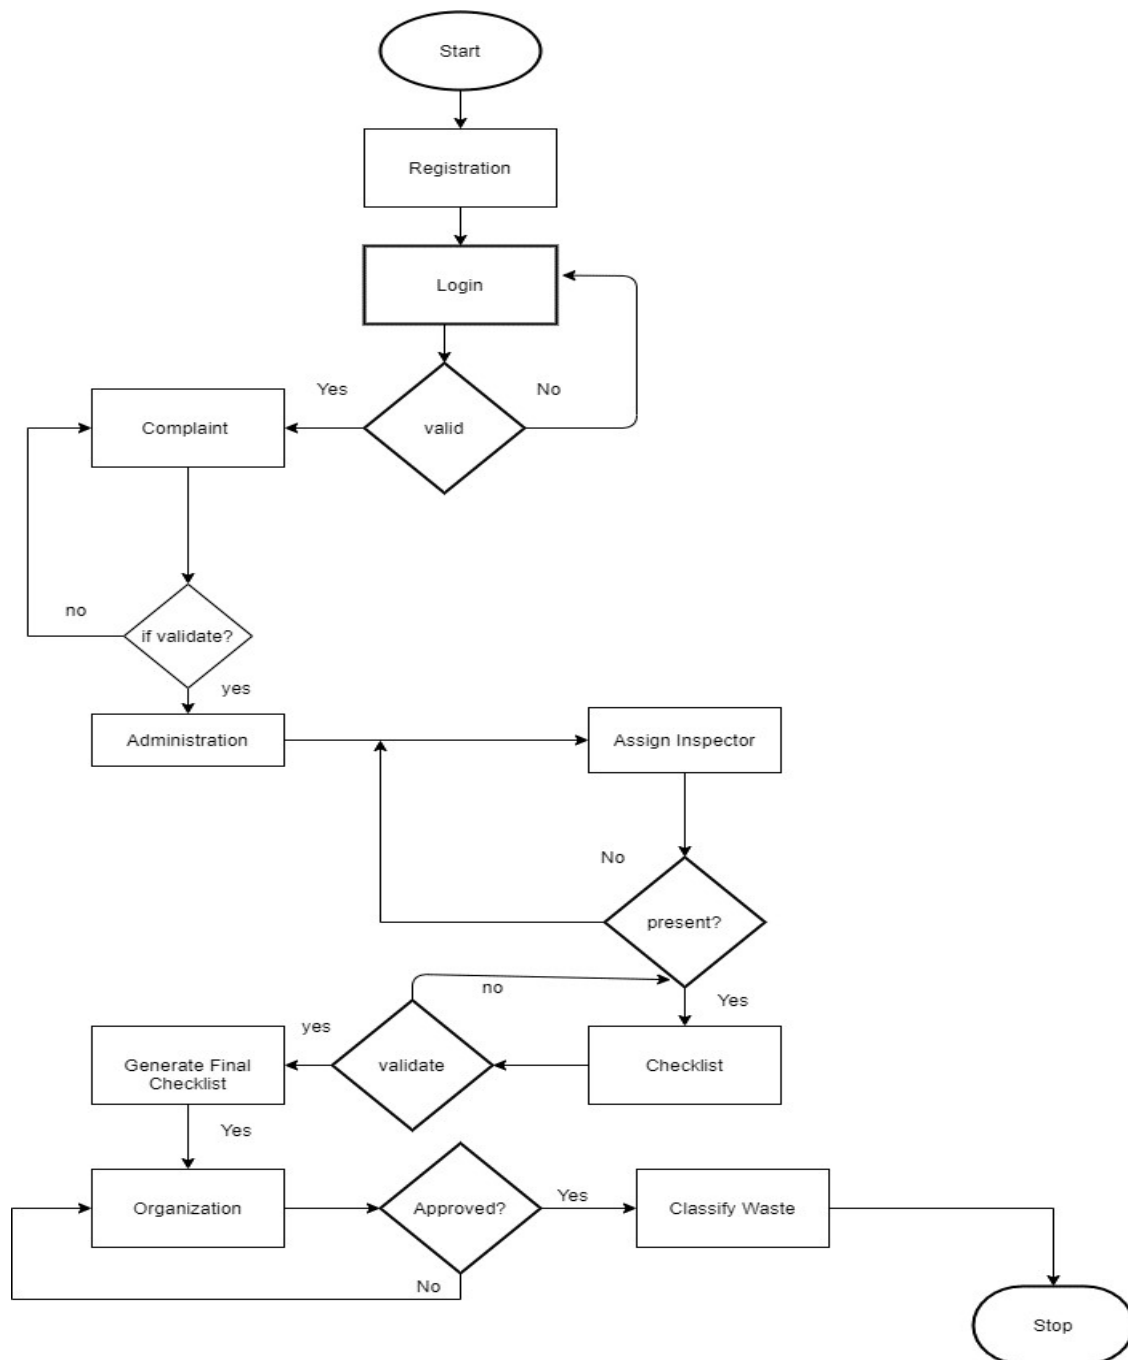 Start
Registration
Login
Yes
No
Complaint
valid
no
if validate?
yes
Administration
Assign Inspector
No
present?
no
Yes
yes
Generate Final
Checklist
validate
Checklist
Yes
Organization
Approved?
Yes
Classify Waste
No
Stop